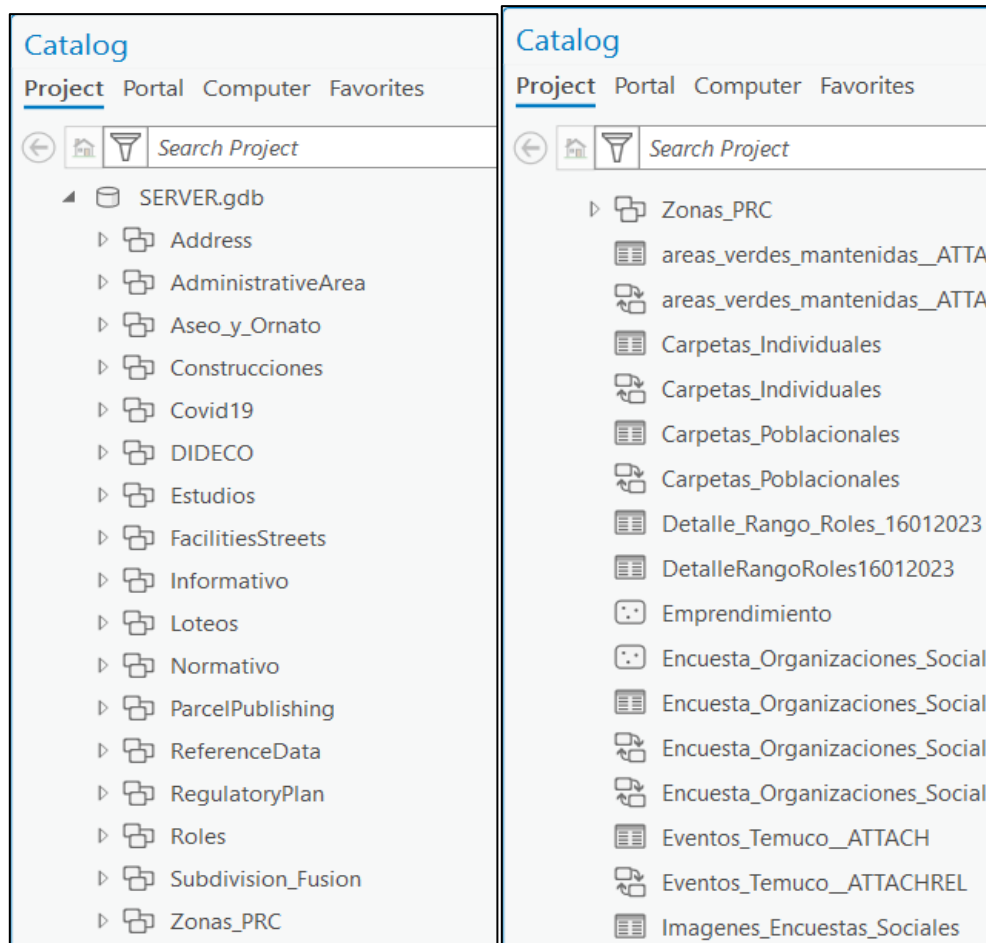 Catalog
Project Portal Computer Favorites
Search Project
SERVER.gdb
Address
AdministrativeArea
Aseo_y_Ornato
Construcciones
Covid19
DIDECO
Estudios
FacilitiesStreets
Informativo
Loteos
Normativo
ParcelPublishing
ReferenceData
RegulatoryPlan
Roles
Subdivision_Fusion
Zonas_PRC
Catalog
Project Portal Computer Favorites
Search Project
Zonas_PRC
areas_verdes_mantenidas__ATTA
areas_verdes_mantenidas__ATTA
Carpetas_Individuales
Carpetas_Individuales
Carpetas_Poblacionales
Carpetas_Poblacionales
Detalle_Rango_Roles_16012023
DetalleRangoRoles16012023
Emprendimiento
Encuesta_Organizaciones_Social
Encuesta_Organizaciones_Social
Encuesta_Organizaciones_Social
Encuesta_Organizaciones_Social
Eventos_Temuco__ATTACH
Eventos_Temuco__ATTACHREL
Imagenes_Encuestas_Sociales